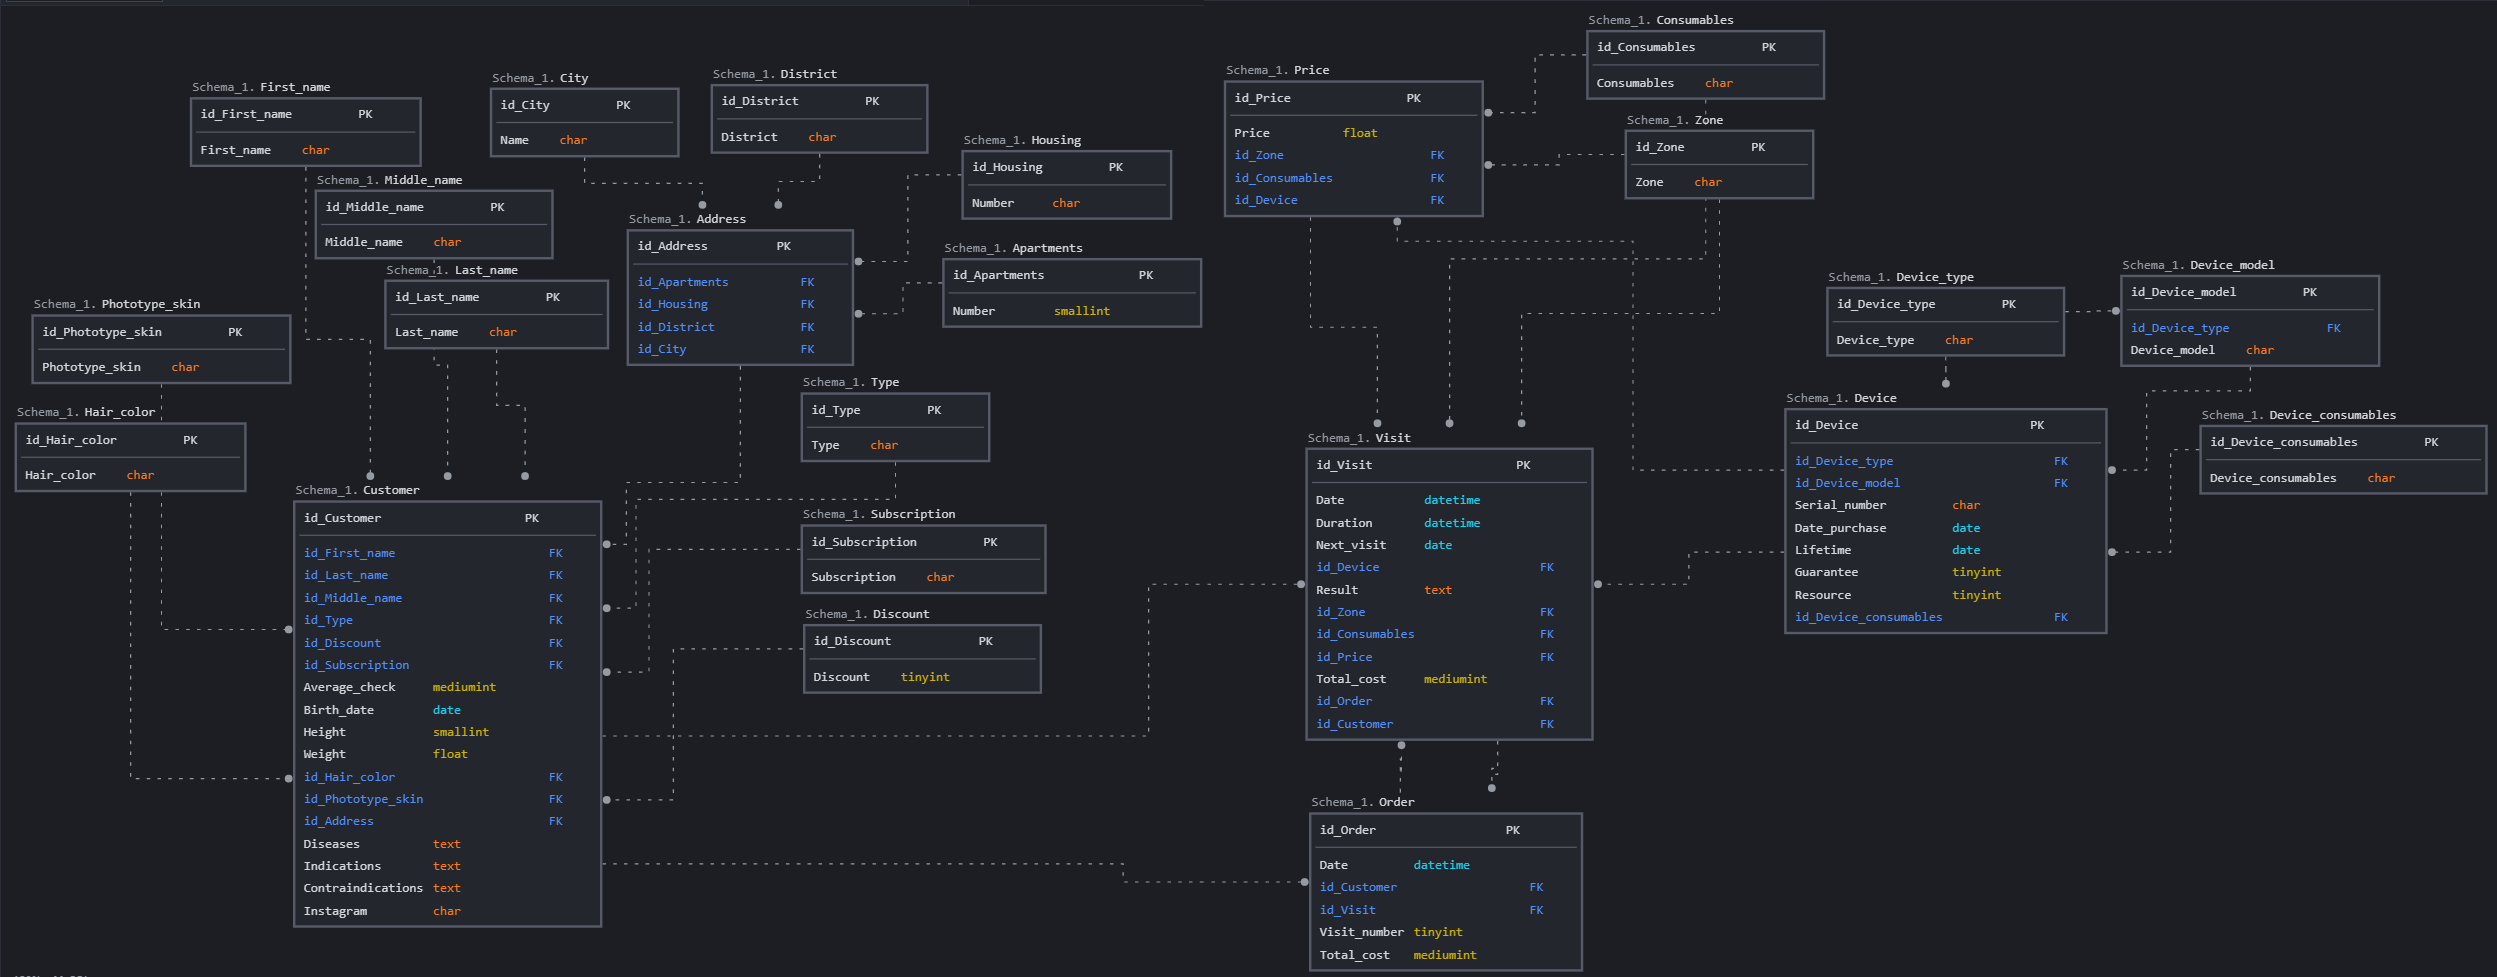 Schema_1. First_name
id_First_name PK
First_name char
Schema_1. City
id_City PK
Name char
Schema_1. District
id_District PK
District char
Schema_1. Housing
id_Housing PK
Number char
Schema_1. Middle_name
id_Middle_name PK
Middle_name char
Schema_1. Last_name
id_Last_name PK
Last_name char
Schema_1. Address
id_Address PK
id_Apartments FK
id_Housing FK
id_District FK
id_City FK
Schema_1. Apartments
id_Apartments PK
Number smallint
Schema_1. Phototype_skin
id_Phototype_skin PK
Phototype_skin char
Schema_1. Hair_color
id_Hair_color PK
Hair_color char
Schema_1. Type
id_Type PK
Type char
Schema_1. Customer
id_Customer PK
id_First_name FK
id_Last_name FK
id_Middle_name FK
id_Type FK
id_Discount FK
id_Subscription FK
Average_check mediumint
Birth_date date
Height smallint
Weight float
id_Hair_color FK
id_Phototype_skin FK
id_Address FK
Diseases text
Indications text
Contraindications text
Instagram char
Schema_1. Subscription
id_Subscription PK
Subscription char
Schema_1. Discount
id_Discount PK
Discount tinyint
Schema_1. Price
id_Price PK
Price float
id_Zone FK
id_Consumables FK
id_Device FK
Schema_1. Consumables
id_Consumables PK
Consumables char
Schema_1. Zone
id_Zone PK
Zone char
Schema_1. Device_type
id_Device_type PK
Device_type char
Schema_1. Device_model
id_Device_model PK
id_Device_type FK
Device_model char
Schema_1. Device
id_Device PK
id_Device_type FK
id_Device_model FK
Serial_number char
Date_purchase date
Lifetime date
Guarantee tinyint
Resource tinyint
id_Device_consumables FK
Schema_1. Device_consumables
id_Device_consumables PK
Device_consumables char
Schema_1. Visit
id_Visit PK
Date datetime
Duration datetime
Next_visit date
id_Device FK
Result text
id_Zone FK
id_Consumables FK
id_Price FK
Total_cost mediumint
id_Order FK
id_Customer FK
Schema_1. Order
id_Order PK
Date datetime
id_Customer FK
id_Visit FK
Visit_number tinyint
Total_cost mediumint